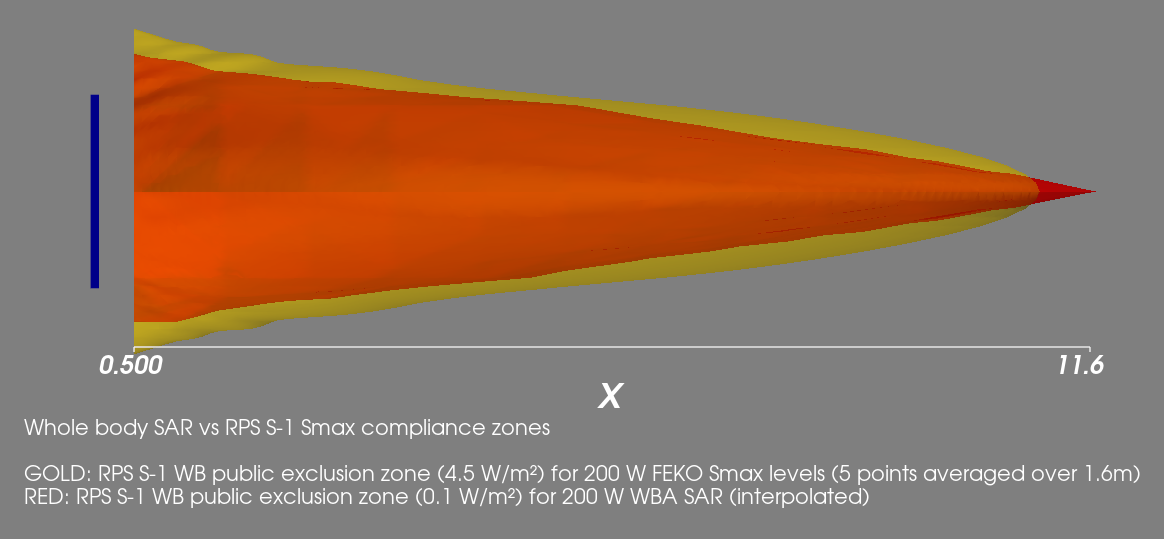 0.500 11.6
X
Whole body SAR vs RPS S-1 Smax compliance zones
GOLD: RPS S-1 WB public exclusion zone (4.5 W/m²) for 200 W FEKO Smax levels (5 points averaged over 1.6m)
RED: RPS S-1 WB public exclusion zone (0.1 W/m²) for 200 W WBA SAR (interpolated)